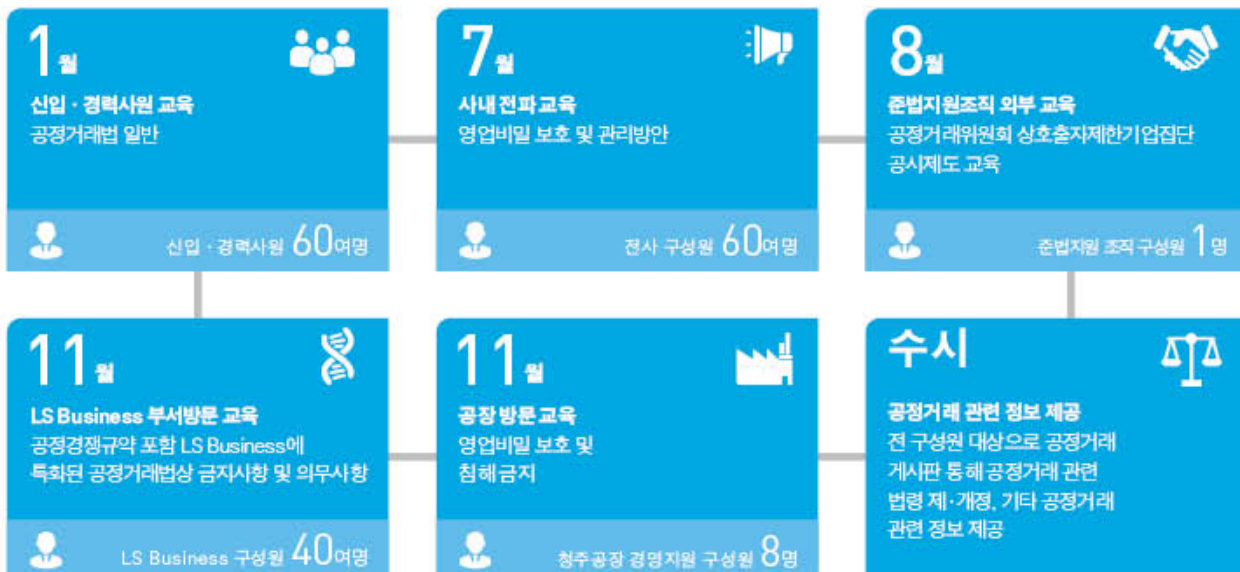 1월
신입 · 경력사원 교육
공정거래법 일반
신입 · 경력사원 60여명
7월
사내 전파 교육
영업비밀 보호 및 관리방안
전사 구성원 60여명
8월
준법지원조직 외부 교육
공정거래위원회 상호출자제한기업집단
공시제도 교육
준법지원 조직 구성원 1명
11월
LS Business 부서방문 교육
공정경쟁규약 포함 LS Business에
특화된 공정거래법상 금지사항 및 의무사항
LS Business 구성원 40여명
11월
공장 방문 교육
영업비밀 보호 및
침해 금지
청주공장 경영지원 구성원 8명
수시
공정거래 관련 정보 제공
전 구성원 대상으로 공정거래
게시판 통해 공정거래 관련
법령 제·개정, 기타 공정거래
관련 정보 제공